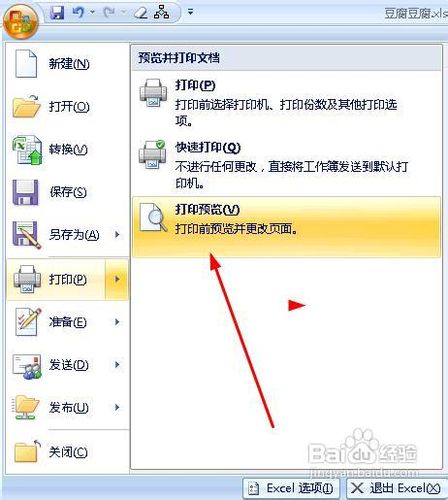 豆腐豆腐.xls
新建(N)
打开(O)
转换(V)
保存(S)
另存为(A)
打印(P)
准备(E)
发送(D)
发布(U)
关闭(C)
预览并打印文档
打印(P)
打印前选择打印机、打印份数及其他打印选
项。
快速打印(Q)
不进行任何更改，直接将工作簿发送到默认打
印机。
打印预览(V)
打印前预览并更改页面。
Baidu经验
jingyan.baidu.com
Excel 选项(I)
退出 Excel(X)